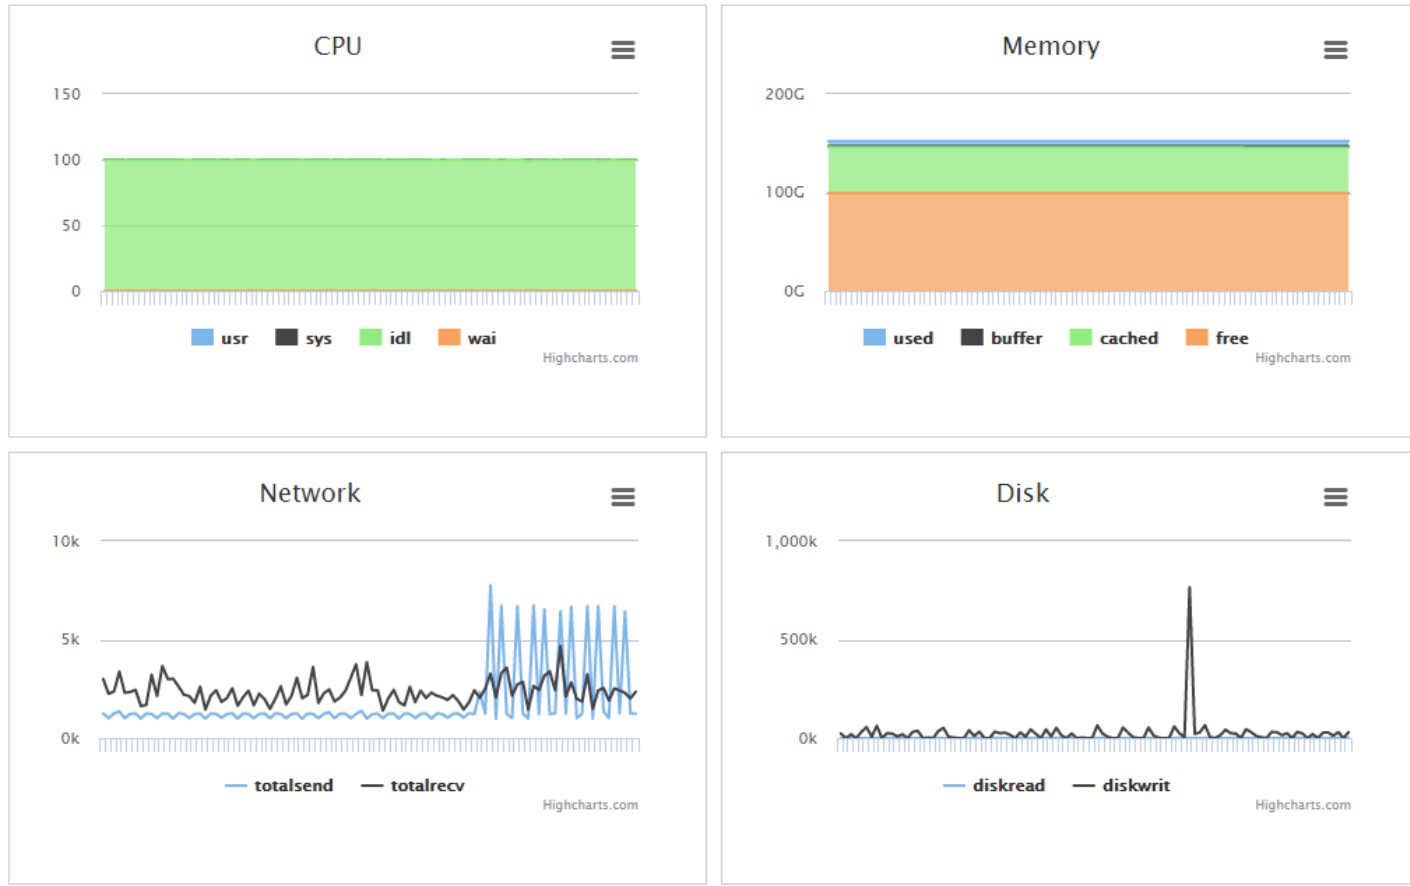 CPU
150
100
50
0
usr sys idl wai
Highcharts.com
Memory
200G
100G
0G
used buffer cached free
Highcharts.com
Network
10k
5k
0k
totalsend totalrecv
Highcharts.com
Disk
1,000k
500k
0k
diskread diskwrit
Highcharts.com